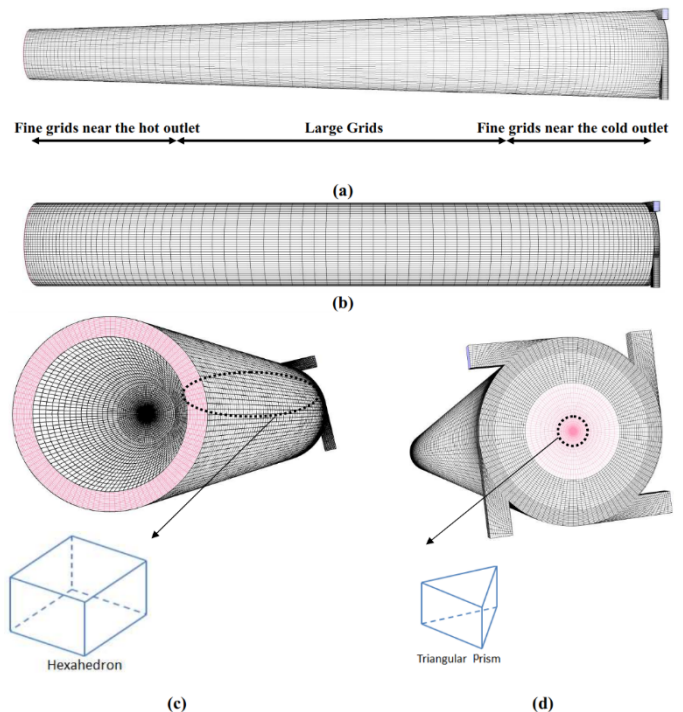 Fine grids near the hot outlet
Large Grids
Fine grids near the cold outlet
(a)
(b)
Hexahedron
Triangular Prism
(c)
(d)